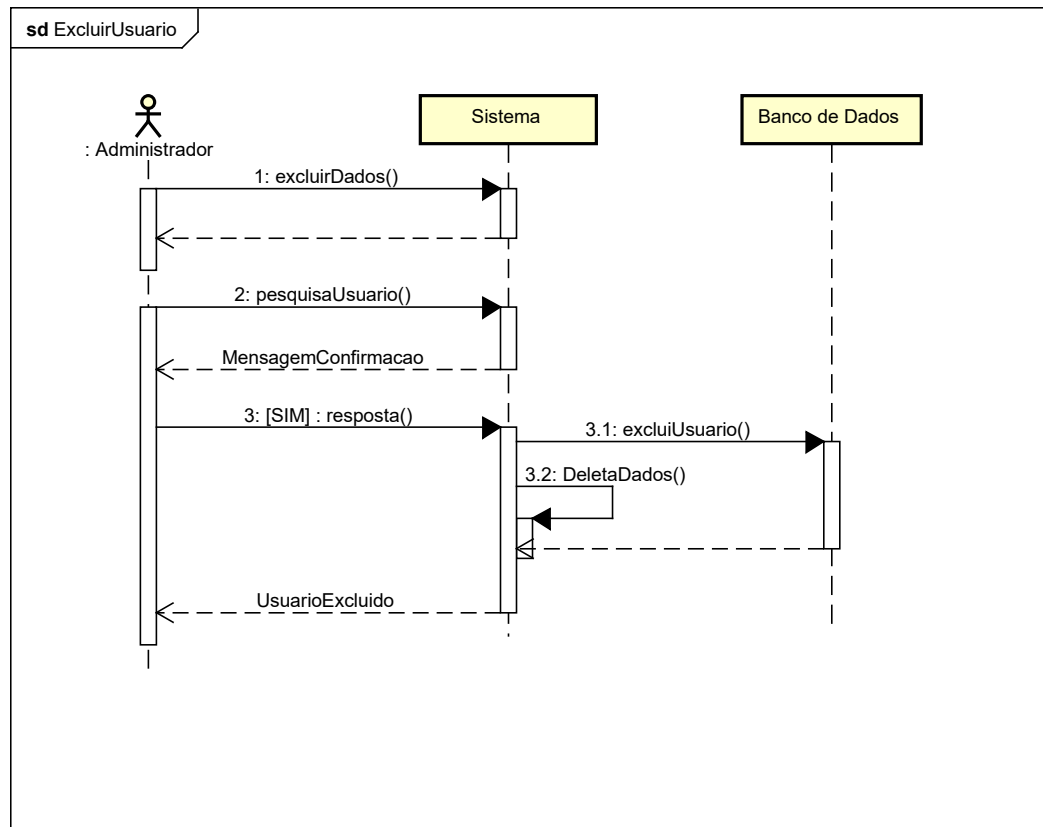 sd ExcluirUsuario
: Administrador
Sistema
Banco de Dados
1: excluirDados()
2: pesquisaUsuario()
MensagemConfirmacao
3: [SIM] : resposta()
3.1: excluiUsuario()
3.2: DeletaDados()
UsuarioExcluido